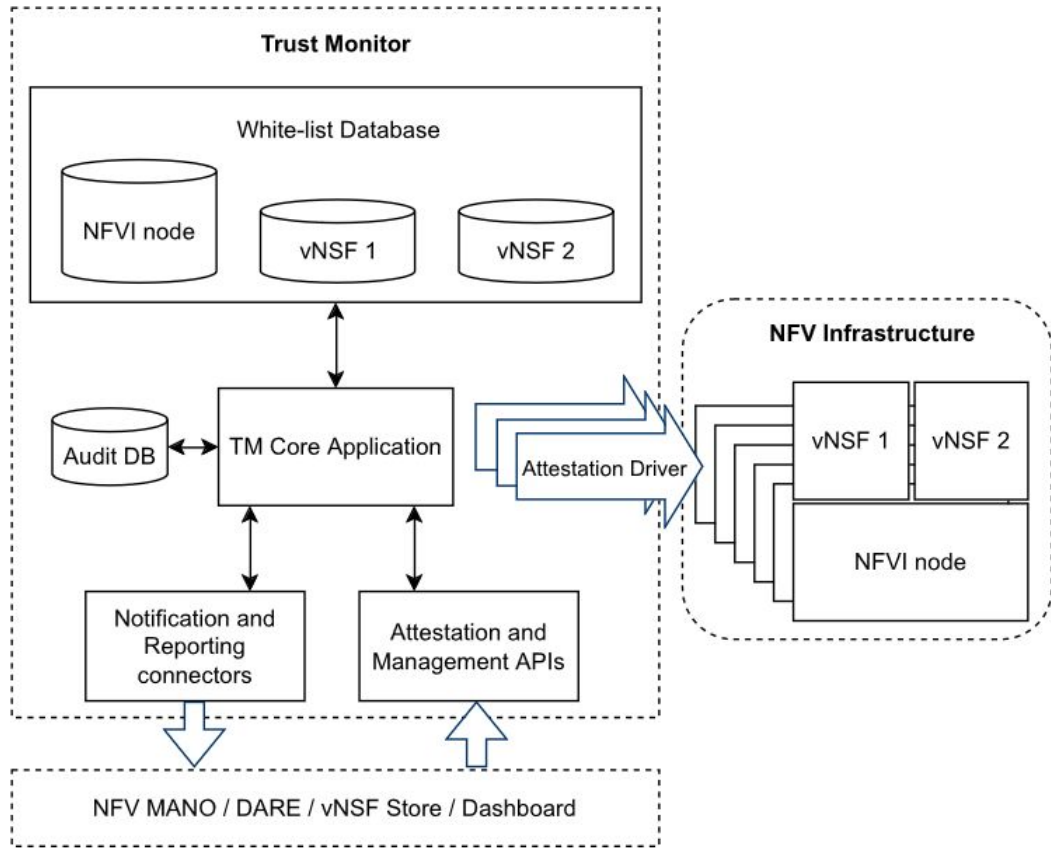 Trust Monitor
White-list Database
NFVI node
vNSF 1
vNSF 2
NFV Infrastructure
Audit DB
TM Core Application
Attestation Driver
vNSF 1
vNSF 2
NFVI node
Notification and
Reporting
connectors
Attestation and
Management APIs
NFV MANO / DARE / vNSF Store / Dashboard